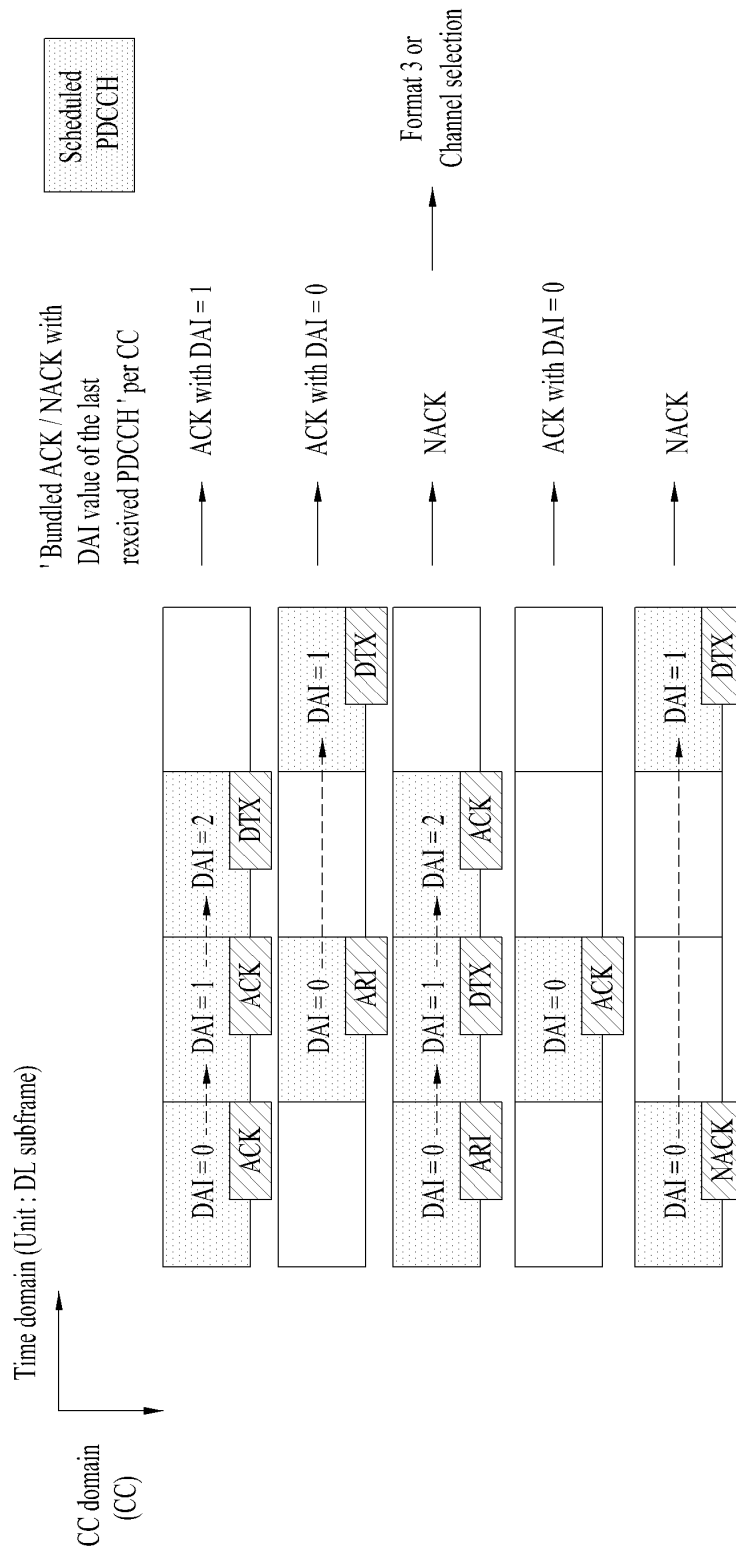 Time domain (Unit : DL subframe)
CC domain
(CC)
' Bundled ACK / NACK with
DAI value of the last
rexeived PDCCH ' per CC
Scheduled
PDCCH
DAI = 0
DAI = 1
DAI = 2
ACK
ACK
DTX
ACK with DAI = 1
DAI = 0
DAI = 1
ARI
DTX
ACK with DAI = 0
DAI = 0
DAI = 1
DAI = 2
ARI
DTX
ACK
NACK
Format 3 or
Channel selection
DAI = 0
ACK
ACK with DAI = 0
DAI = 0
DAI = 1
NACK
DTX
NACK